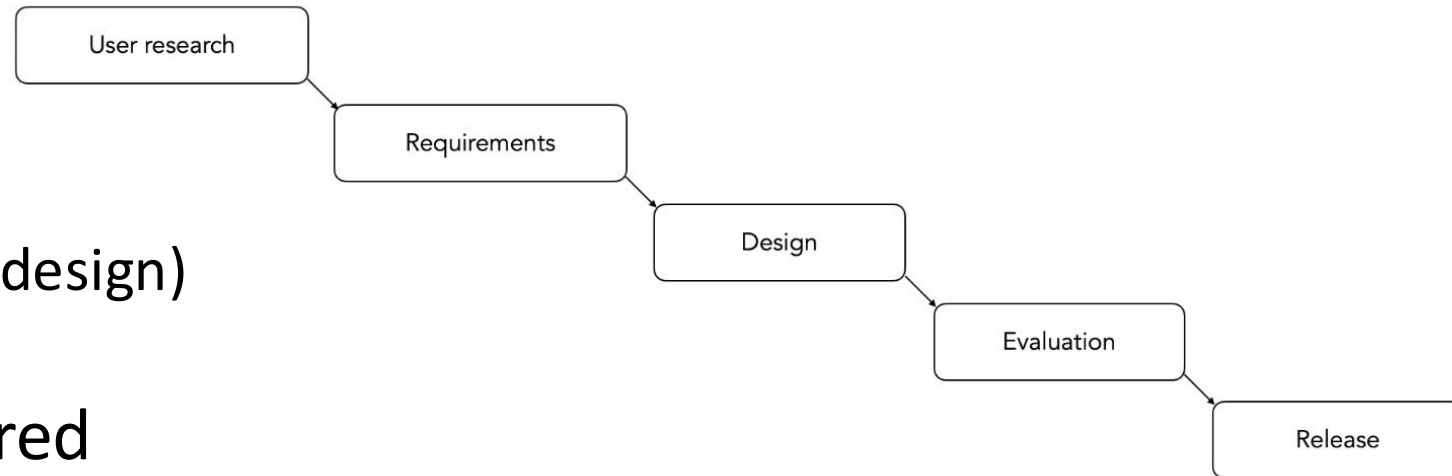 User research
Requirements
Design
design)
Evaluation
red
Release